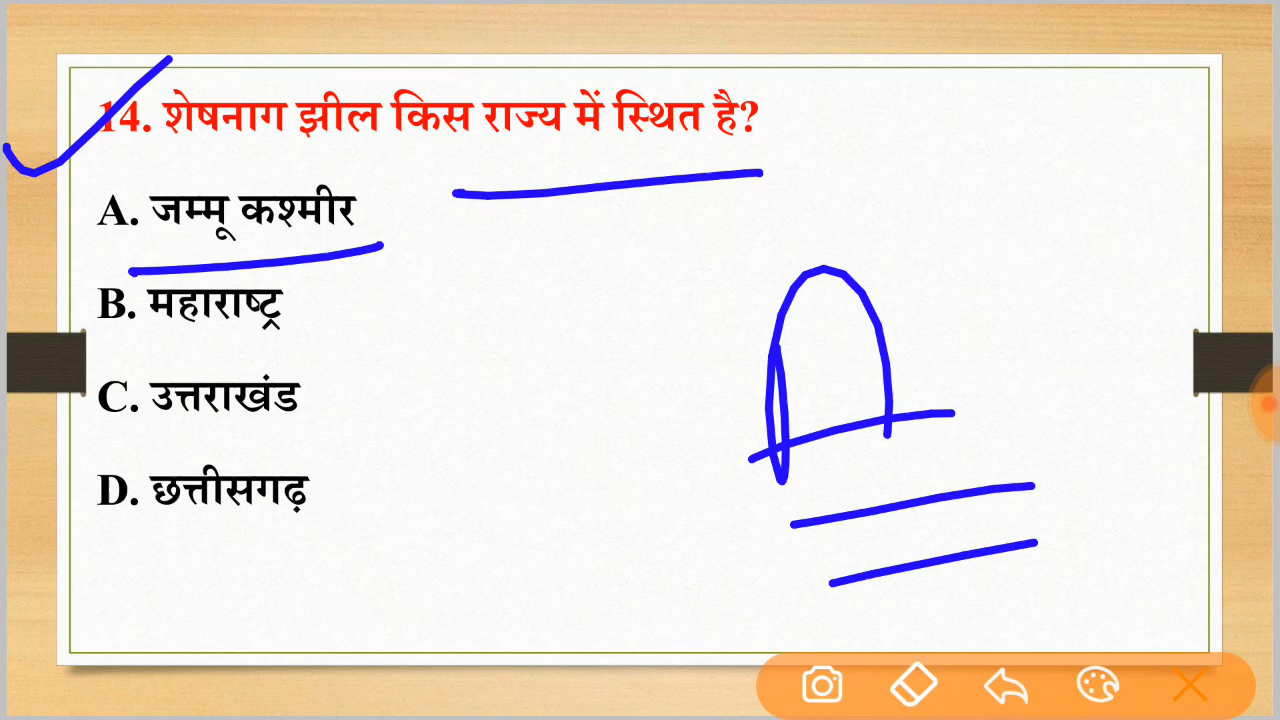 14. शेषनाग झील किस राज्य में स्थित है?
A. जम्मू कश्मीर
B. महाराष्ट्र
C. उत्तराखंड
D. छत्तीसगढ़
A